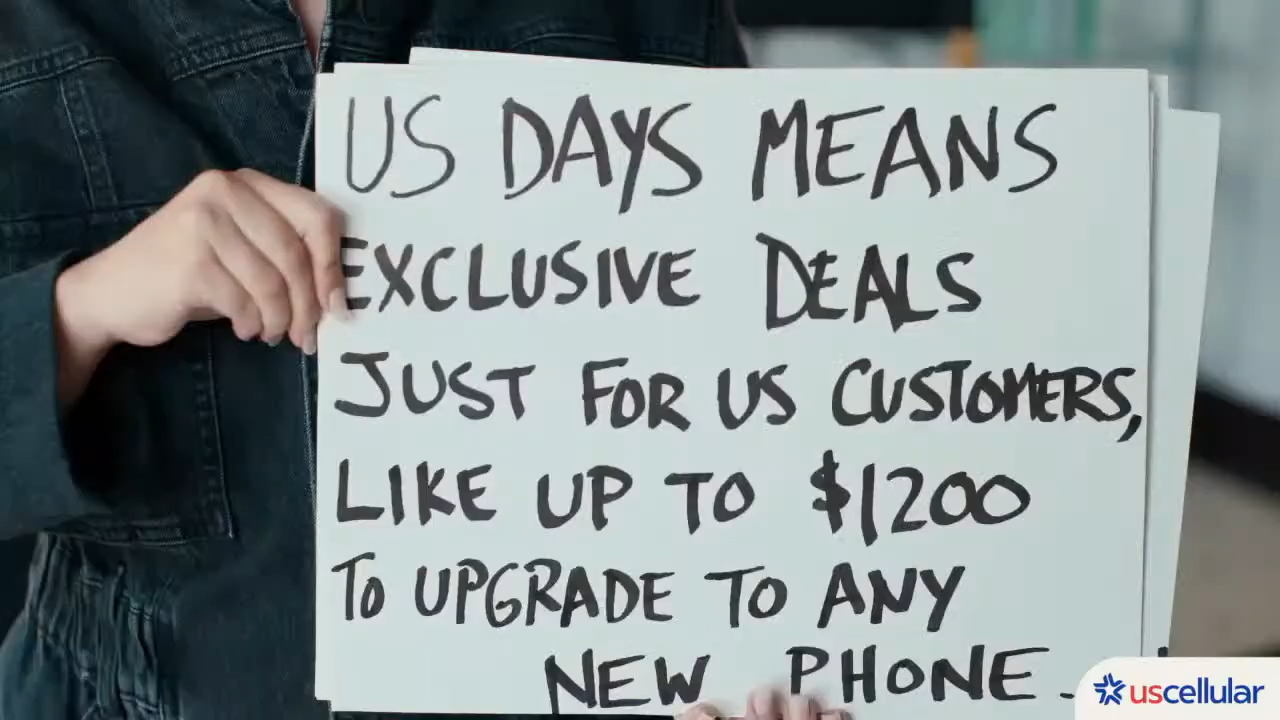 US DAYS MEANS
EXCLUSIVE DEALS
JUST FOR US CUSTOMERS,
LIKE UP TO $1200
TO UPGRADE TO ANY
NEW PHONE.
uscellular